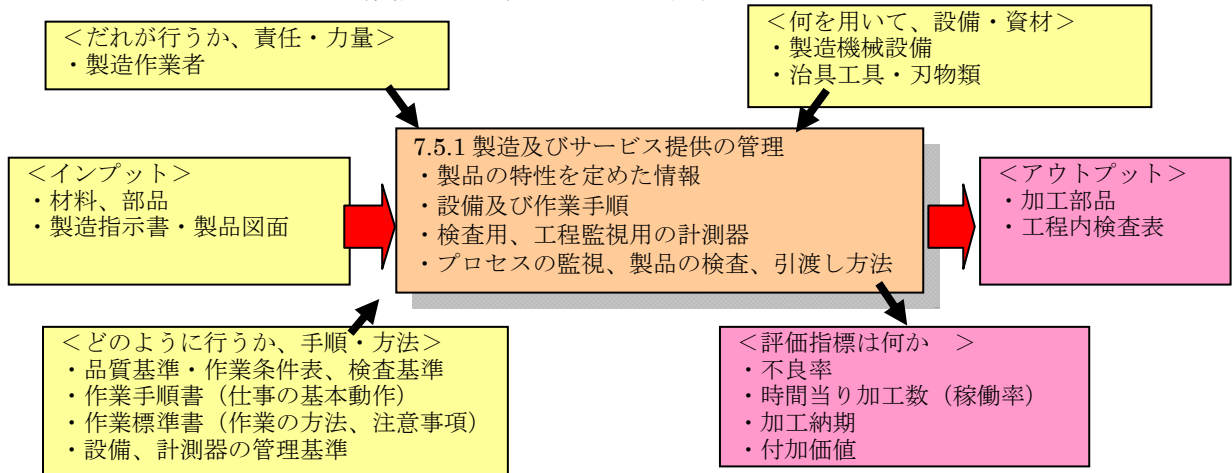 ＜だれが行うか、責任・力量＞
・製造作業者
＜何を用いて、設備・資材＞
・製造機械設備
・治具工具・刃物類
＜インプット＞
・材料、部品
・製造指示書・製品図面
7.5.1 製造及びサービス提供の管理
・製品の特性を定めた情報
・設備及び作業手順
・検査用、工程監視用の計測器
・プロセスの監視、製品の検査、引渡し方法
＜アウトプット＞
・加工部品
・工程内検査表
＜どのように行うか、手順・方法＞
・品質基準・作業条件表、検査基準
・作業手順書（仕事の基本動作）
・作業標準書（作業の方法、注意事項）
・設備、計測器の管理基準
＜評価指標は何か　＞
・不良率
・時間当り加工数（稼働率）
・加工納期
・付加価値